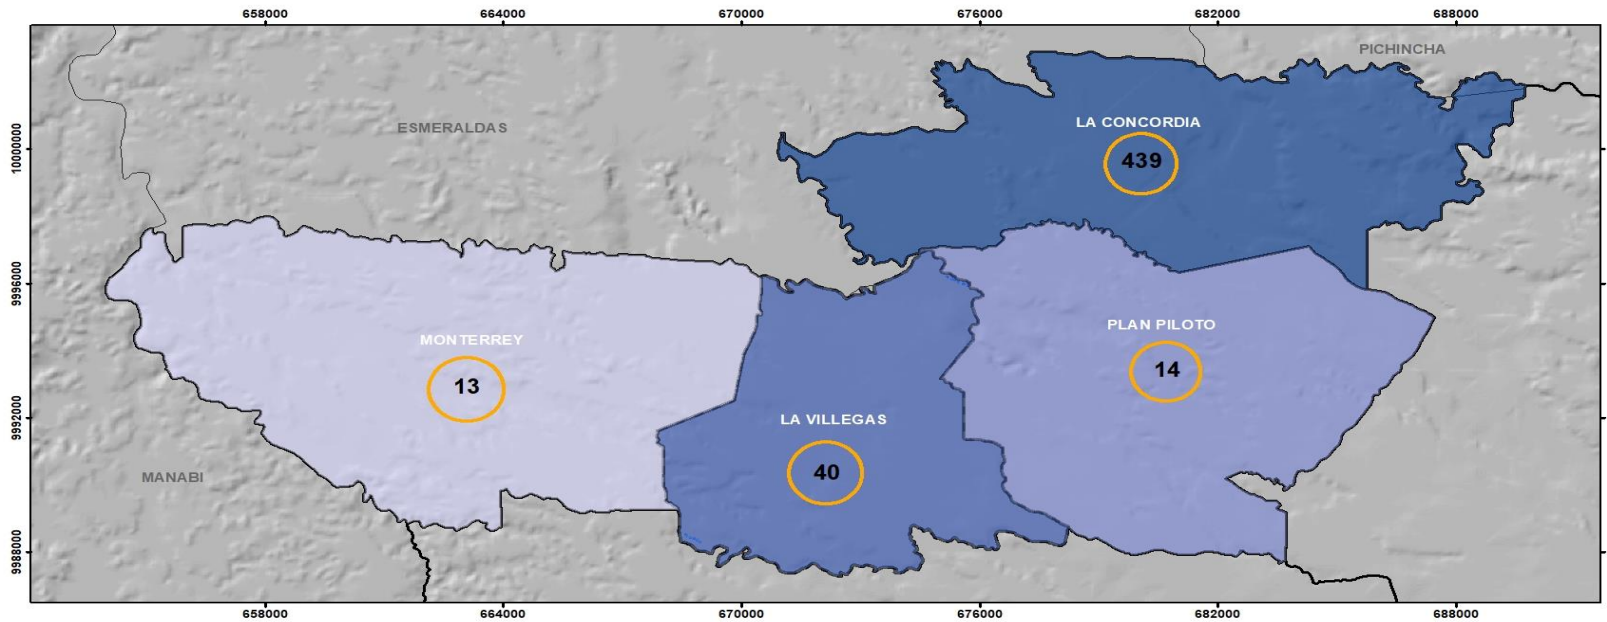 658000 664000 670000 676000 682000 688000
PICHINCHA
LA CONCORDIA
ESMERALDAS
10000000
439
9996000
PLAN PILOTO
MONTERREY
14
13
9992000
LA VILLEGAS
40
MANABI
9988000
658000 664000 670000 676000 682000 688000